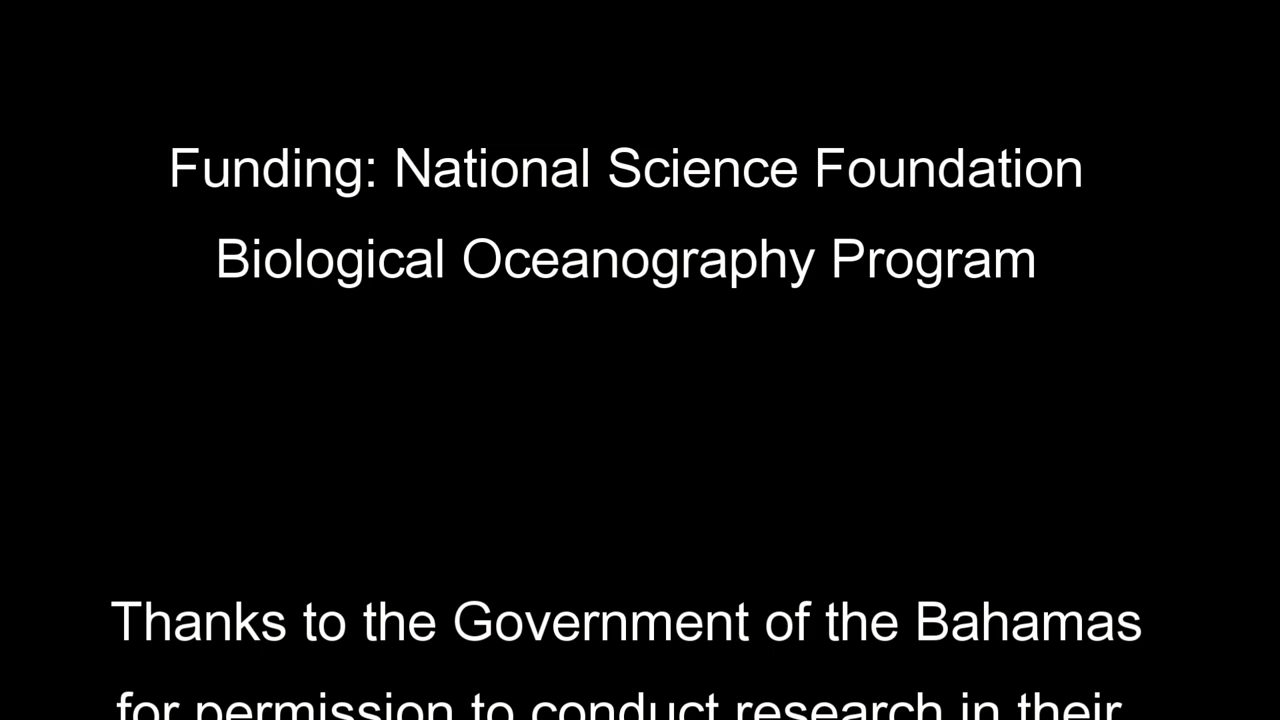 Funding: National Science Foundation
Biological Oceanography Program
Thanks to the Government of the Bahamas
for permission to conduct research in their